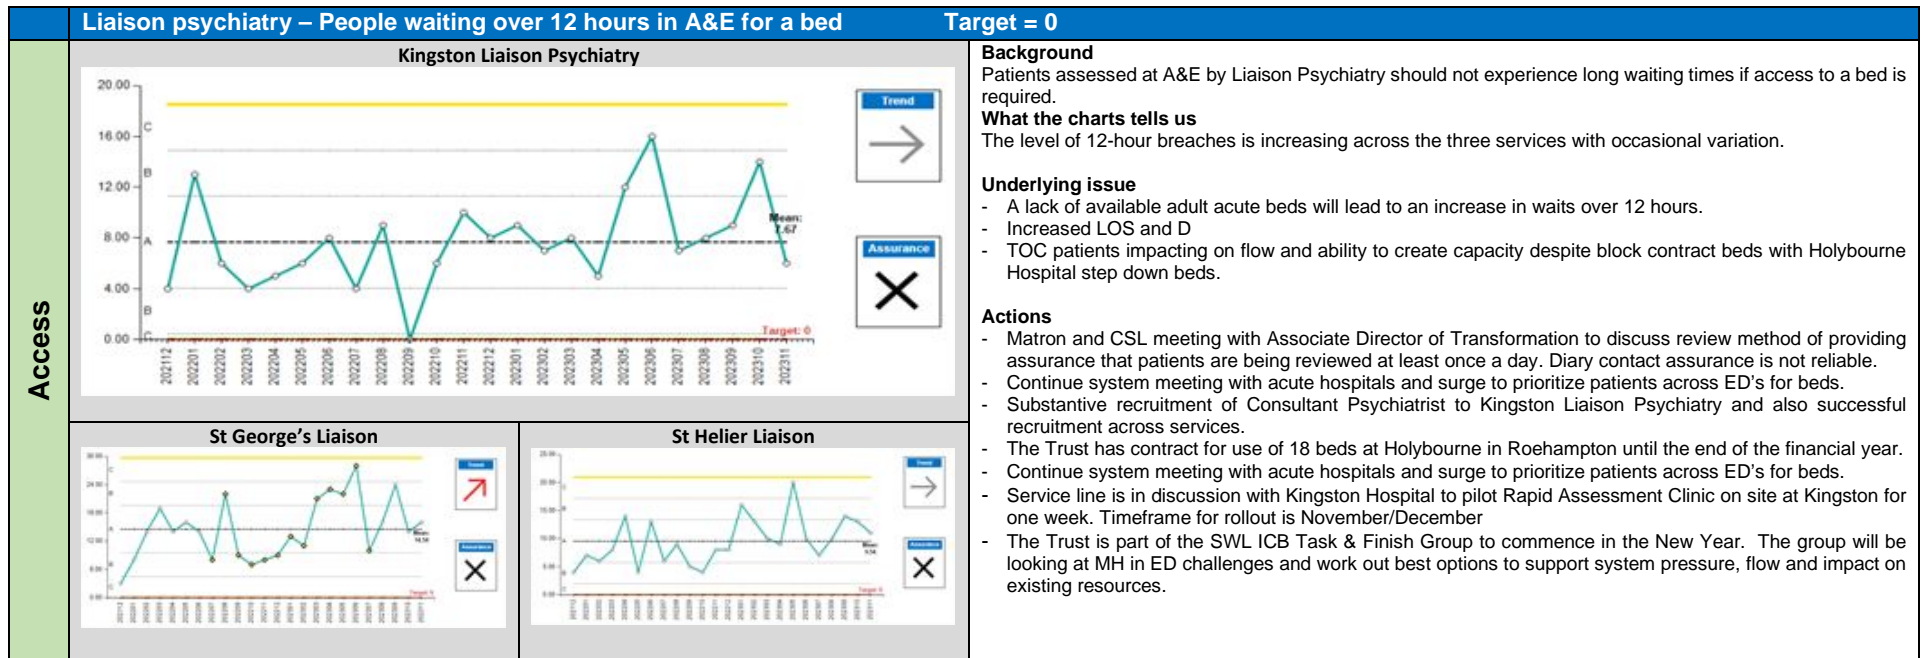 Liaison psychiatry – People waiting over 12 hours in A&E for a bed Target = 0
Access
Kingston Liaison Psychiatry
20.00
16.00
12.00
8.00
4.00
0.00
C
B
A
B
C
Mean:
7.67
Target: 0
202112
202201
202202
202203
202204
202205
202206
202207
202208
202209
202210
202211
202212
202301
202302
202303
202304
202305
202306
202307
202308
202309
202310
202311
Trend
Assurance
St George's Liaison
Trend
Assurance
St Helier Liaison
Trend
Assurance
Background
Patients assessed at A&E by Liaison Psychiatry should not experience long waiting times if access to a bed is
required.
What the charts tells us
The level of 12-hour breaches is increasing across the three services with occasional variation.
Underlying issue
- A lack of available adult acute beds will lead to an increase in waits over 12 hours.
- Increased LOS and D
- TOC patients impacting on flow and ability to create capacity despite block contract beds with Holybourne
Hospital step down beds.
Actions
- Matron and CSL meeting with Associate Director of Transformation to discuss review method of providing
assurance that patients are being reviewed at least once a day. Diary contact assurance is not reliable.
- Continue system meeting with acute hospitals and surge to prioritize patients across ED's for beds.
- Substantive recruitment of Consultant Psychiatrist to Kingston Liaison Psychiatry and also successful
recruitment across services.
- The Trust has contract for use of 18 beds at Holybourne in Roehampton until the end of the financial year.
- Continue system meeting with acute hospitals and surge to prioritize patients across ED's for beds.
- Service line is in discussion with Kingston Hospital to pilot Rapid Assessment Clinic on site at Kingston for
one week. Timeframe for rollout is November/December
- The Trust is part of the SWL ICB Task & Finish Group to commence in the New Year. The group will be
looking at MH in ED challenges and work out best options to support system pressure, flow and impact on
existing resources.